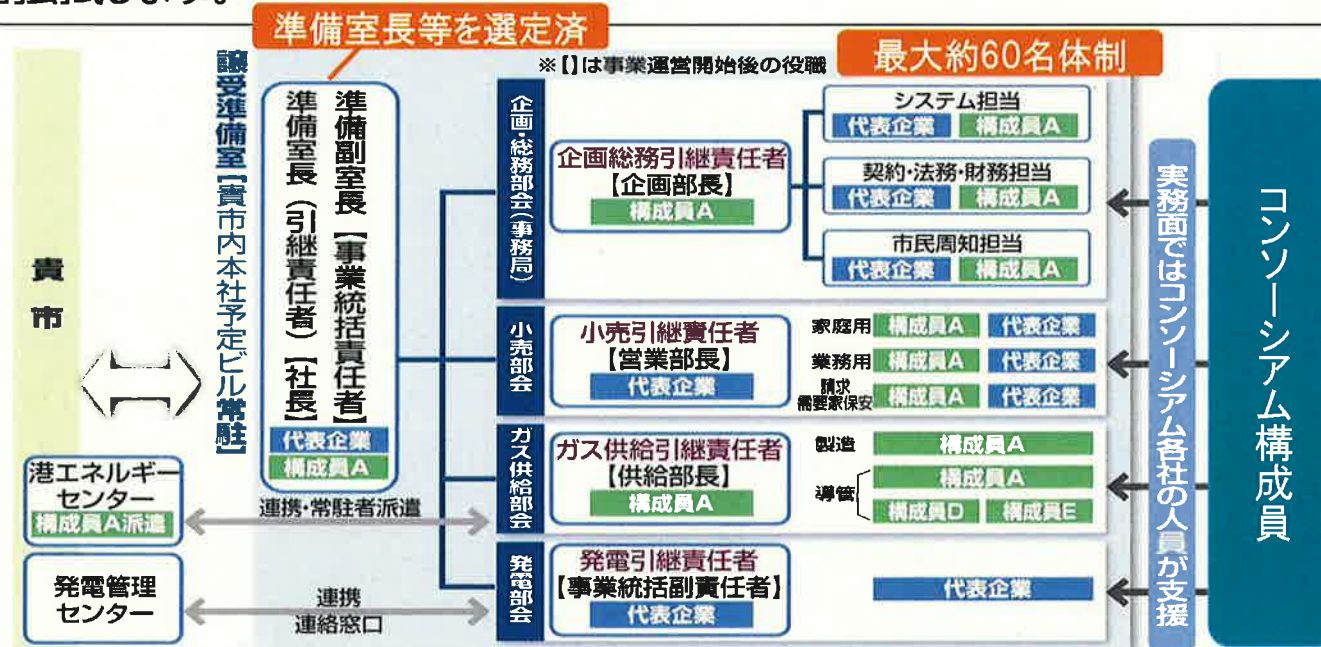 準備室長等を選定済
※【】は事業運営開始後の役職
最大約60名体制
貴市
譲受準備室【貴市内本社予定ビル常駐】
準備副室長【事業統括責任者】
準備室長(引継責任者)【社長】
代表企業
構成員A
港エネルギー
センター
構成員A派遣
連携・常駐者派遣
発電管理
センター
連携
連絡窓口
企画・総務部会(事務局)
企画総務引継責任者
【企画部長】
構成員A
システム担当
代表企業 構成員A
契約・法務・財務担当
代表企業 構成員A
市民周知担当
代表企業 構成員A
小売部会
小売引継責任者
【営業部長】
代表企業
家庭用 構成員A 代表企業
業務用 構成員A 代表企業
請求
需要家保安 構成員A 代表企業
ガス供給部会
ガス供給引継責任者
【供給部長】
構成員A
製造 構成員A
導管 構成員A
構成員D 構成員E
発電部会
発電引継責任者
【事業統括副責任者】
代表企業
代表企業
実務面ではコンソーシアム各社の人員が支援
コンソーシアム構成員